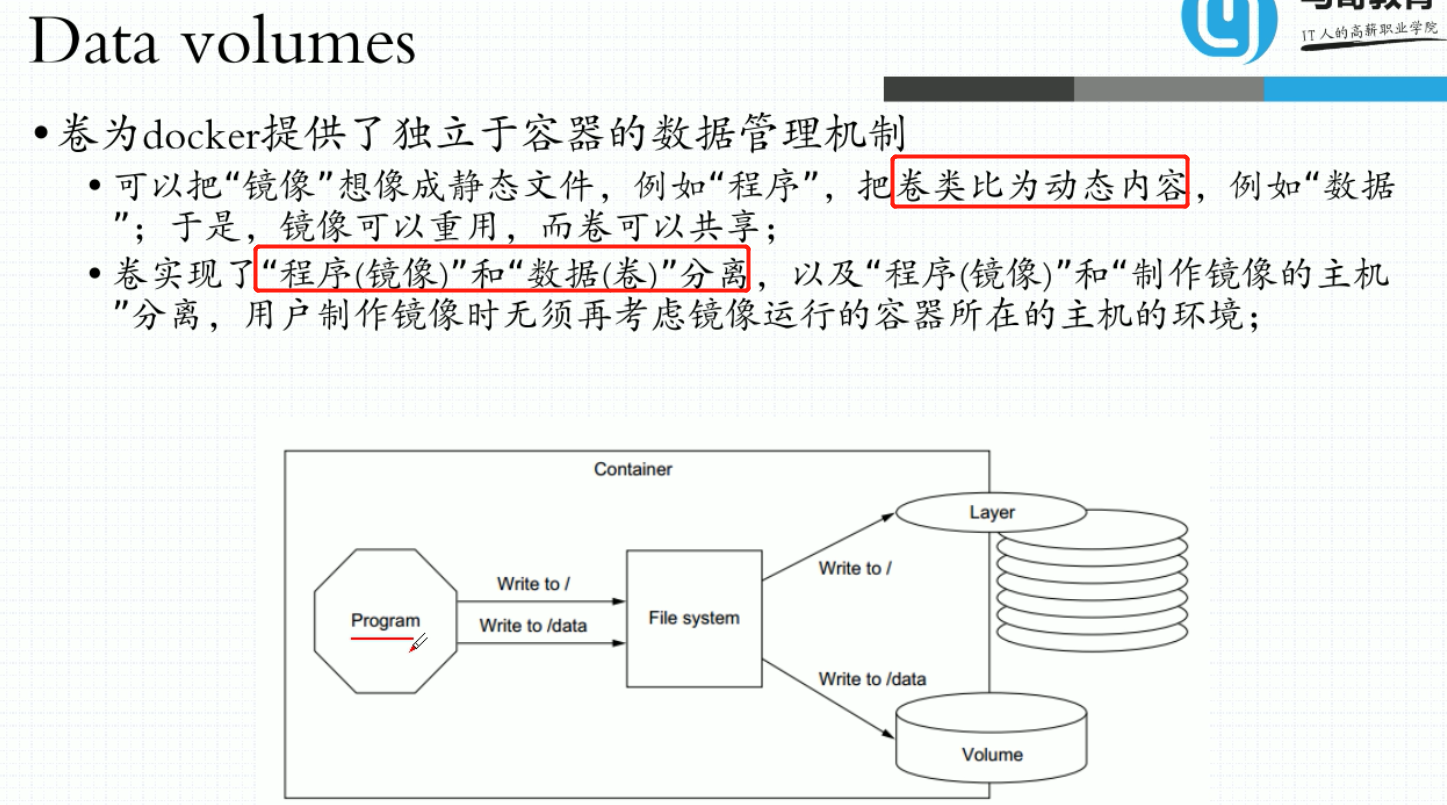 Data volumes
IT人的高薪职业学院
•卷为docker提供了独立于容器的数据管理机制
•可以把“镜像”想像成静态文件，例如“程序”，把卷类比为动态内容，例如“数据
”；于是，镜像可以重用，而卷可以共享；
•卷实现了“程序(镜像)”和“数据(卷)”分离，以及“程序(镜像)”和“制作镜像的主机
”分离，用户制作镜像时无须再考虑镜像运行的容器所在的主机的环境；
Container
Layer
Write to /
Write to /
Program
Write to /data
File system
Write to /data
Volume